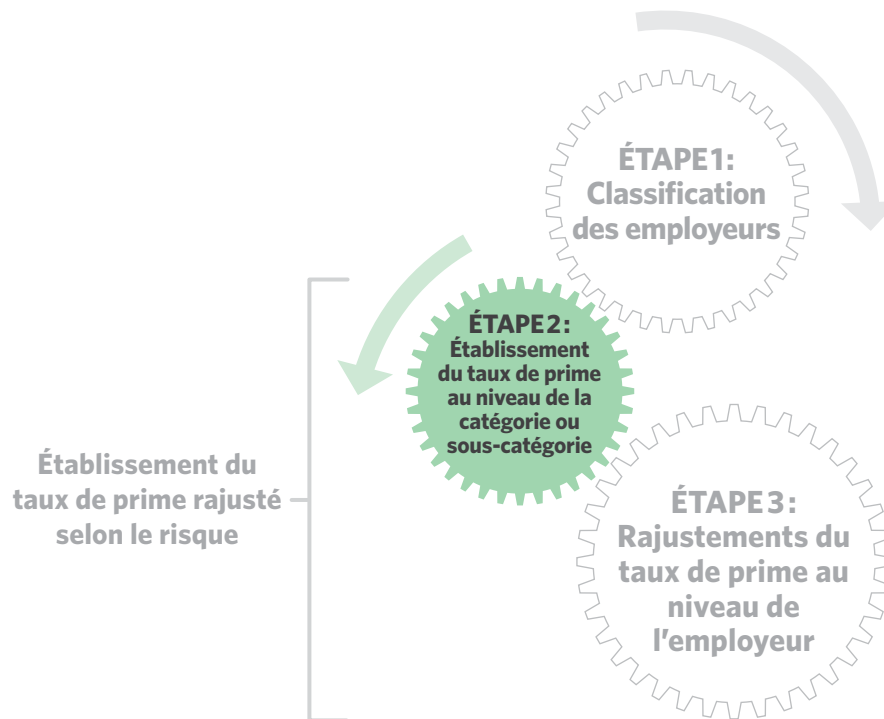 ÉTAPE 1:
Classification
des employeurs
ÉTAPE 2:
Établissement
du taux de prime
au niveau de la
catégorie ou
sous-catégorie
Établissement du
taux de prime rajusté
selon le risque
ÉTAPE 3:
Rajustements du
taux de prime au
niveau de
l’employeur